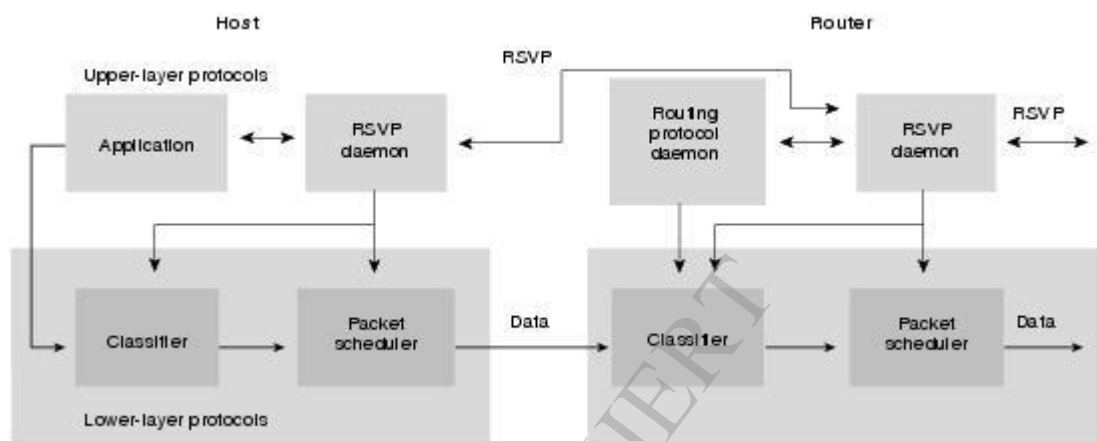 Host
Router
RSVP
Upper-layer protocols
Application
RSVP
daemon
Routing
protocol
daemon
RSVP
daemon
RSVP
Classifier
Packet
scheduler
Data
Classifier
Packet
scheduler
Data
Lower-layer protocols
IJERT